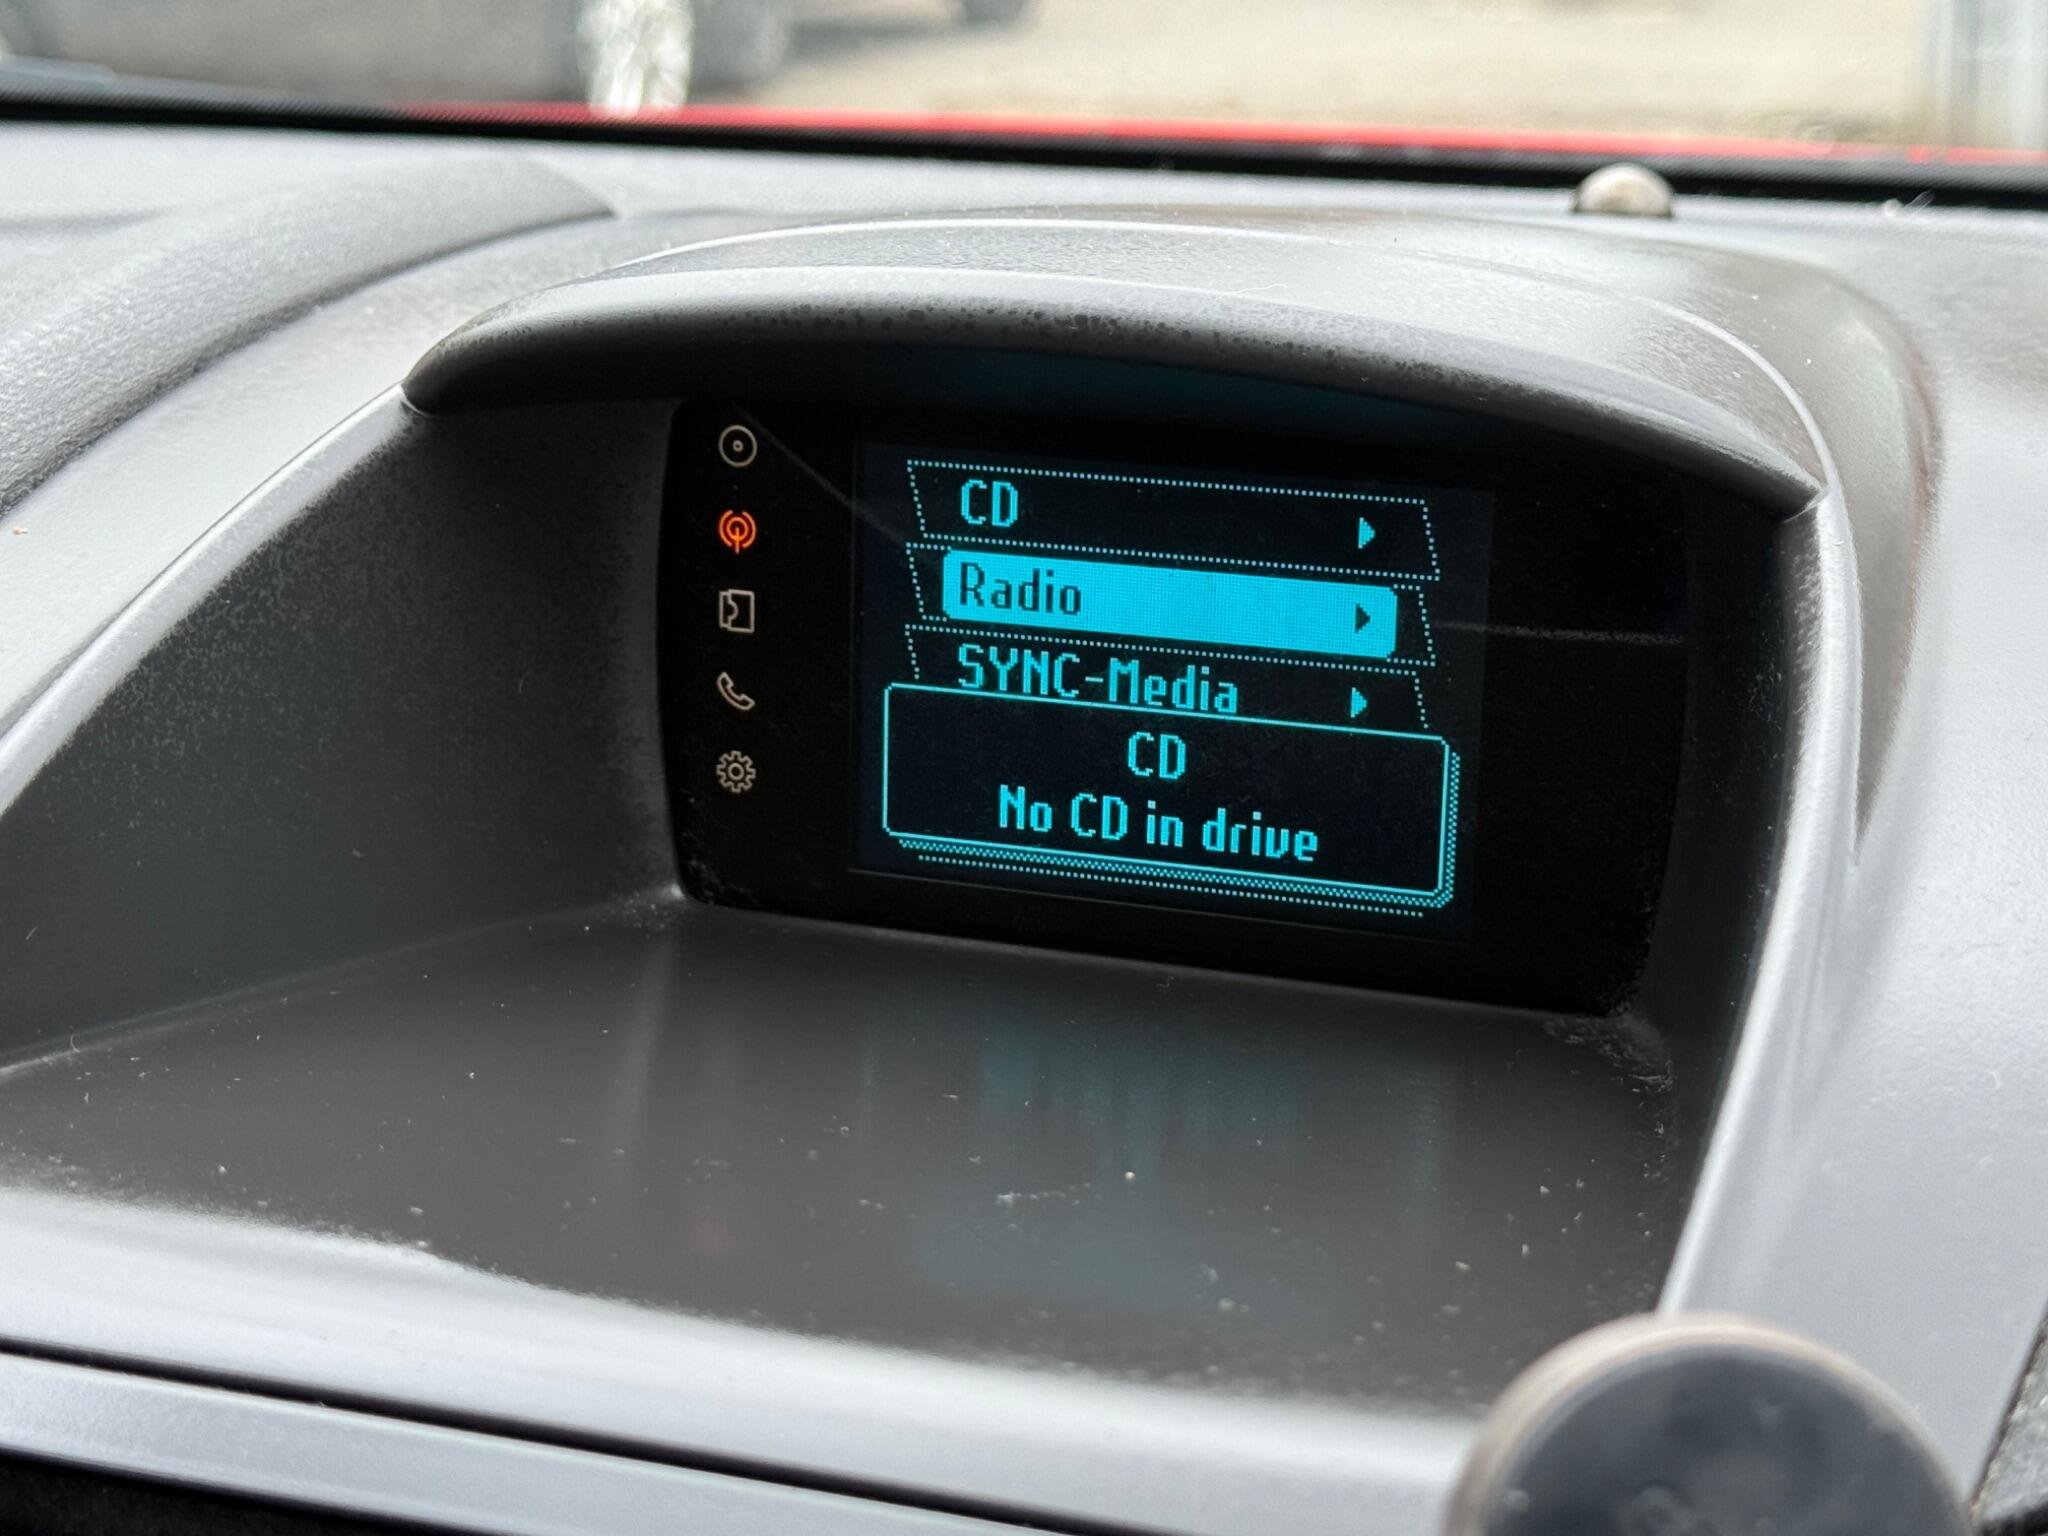 CD
Radio
SYNC-Media
CD
No CD in drive